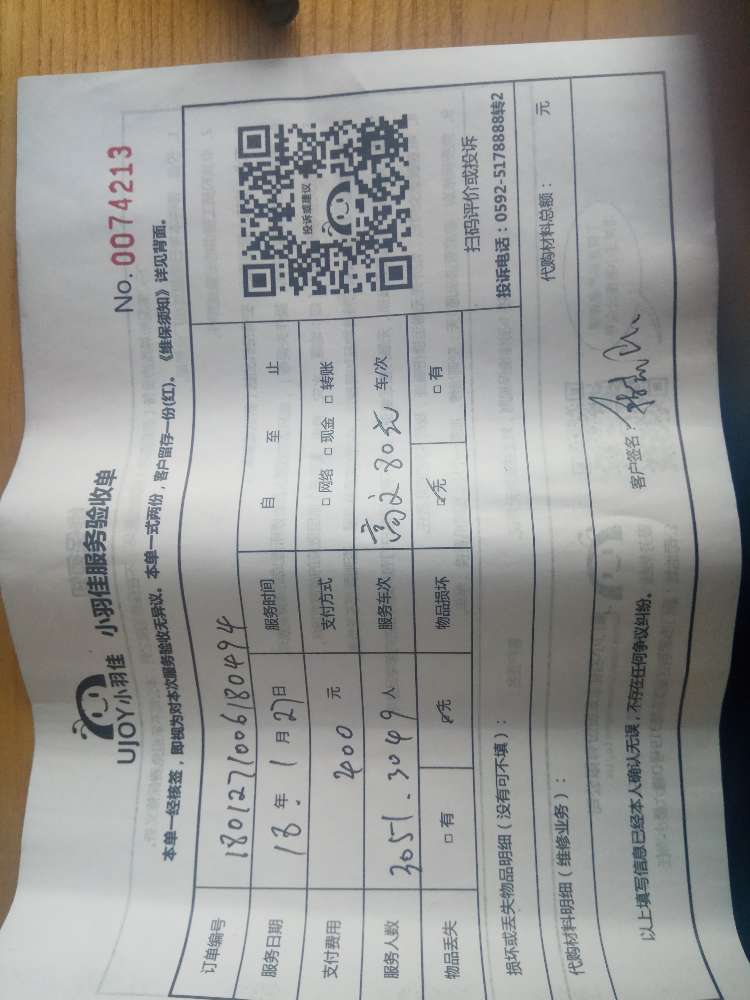 UJOY小羽佳 小羽佳服务验收单
No.0074213
本单一经核签，即视为对本次服务验收无异议。本单一式两份，客户留存一份(红)。《维保须知》详见背面。
订单编号 180127100618049４
服务日期 18.年 1月 27日 服务时间 自 至 止
支付费用 400 元 支付方式 □网络 □现金 □转账
服务人数 3051.3049 人 服务车次 80元 车/次
物品丢失 □有 ☑无 物品损坏 ☑无 □有
投诉或建议
扫码评价或投诉
投诉电话：0592-5178888转2
损坏或丢失物品明细（没有可不填）：
代购材料明细（维修业务）： 代购材料总额： 元
以上填写信息已经本人确认无误，不存在任何争议纠纷。 客户签名：